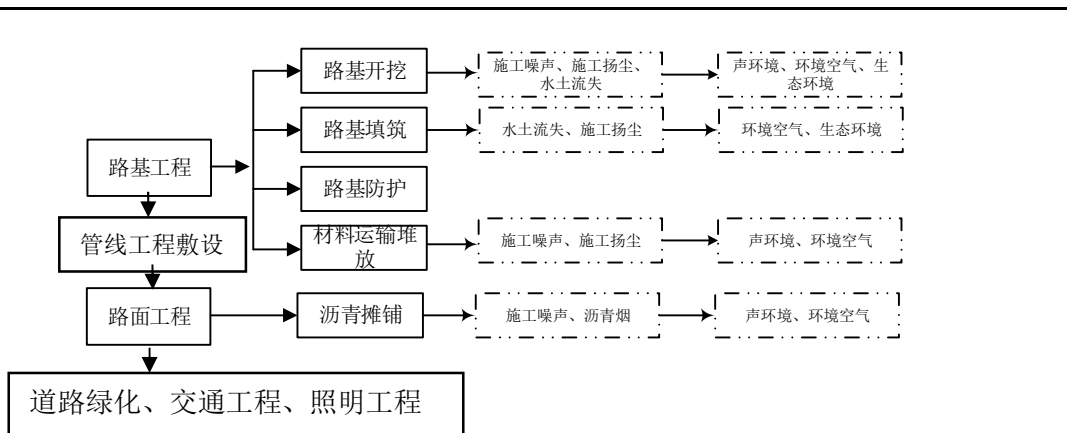 路基开挖
施工噪声、施工扬尘、
水土流失
声环境、环境空气、生
态环境
路基填筑
水土流失、施工扬尘
环境空气、生态环境
路基工程
路基防护
管线工程敷设
材料运输堆
放
施工噪声、施工扬尘
声环境、环境空气
路面工程
沥青摊铺
施工噪声、沥青烟
声环境、环境空气
道路绿化、交通工程、照明工程